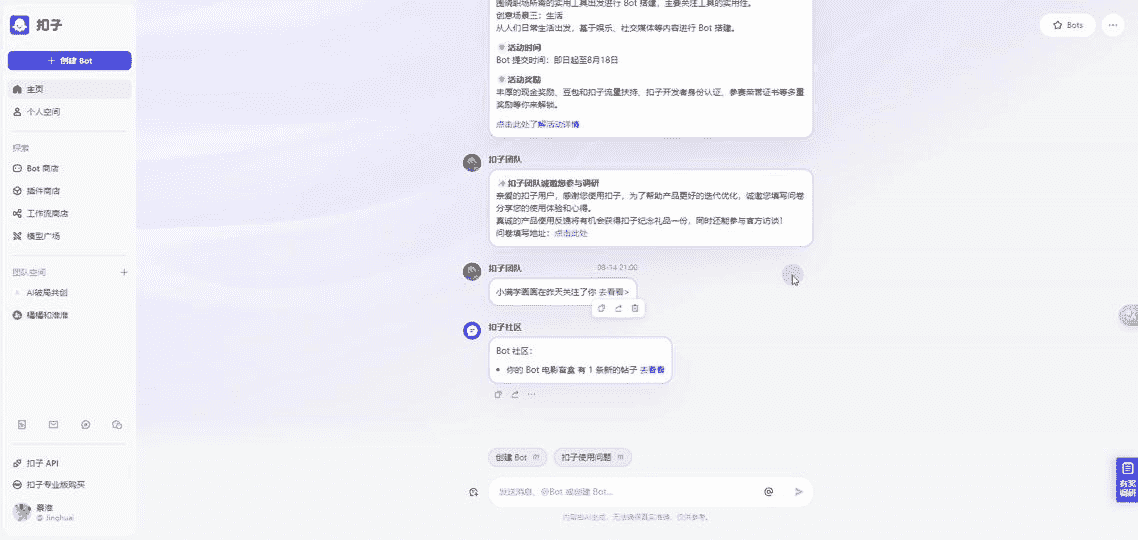 扣子
+ 创建 Bot
主页
个人空间
探索
Bot 商店
插件商店
工作流商店
模型广场
团队空间
AI破局共创
橘橘和淮淮
扣子 API
扣子专业版购买
景淮
@ Jinghuai
Bots
围绕职场所需的实用工具出发进行 Bot 搭建，主要关注工具的实用性。
创意场景三：生活
从人们日常生活出发，基于娱乐、社交媒体等内容进行 Bot 搭建。
活动时间
Bot 提交时间：即日起至8月18日
活动奖励
丰厚的现金奖励、豆包和扣子流量扶持、扣子开发者身份认证、参赛荣誉证书等多重
奖励等你来解锁。
点击此处了解活动详情
扣子团队
扣子团队诚邀您参与调研
亲爱的扣子用户，感谢您使用扣子，为了帮助产品更好的迭代优化，诚邀您填写问卷
分享您的使用体验和心得。
真诚的产品使用反馈将有机会获得扣子纪念礼品一份，同时还能参与官方访谈！
问卷填写地址：点击此处
扣子团队
08-14 21:00
在昨天关注了你 去看看>
扣子社区
Bot 社区：
• 你的 Bot 电影盲盒 有 1 条新的帖子 去看看
创建 Bot
扣子使用问题
发送消息、@Bot 或创建 Bot...
内容由AI生成，无法确保真实准确，仅供参考。
有奖
调研